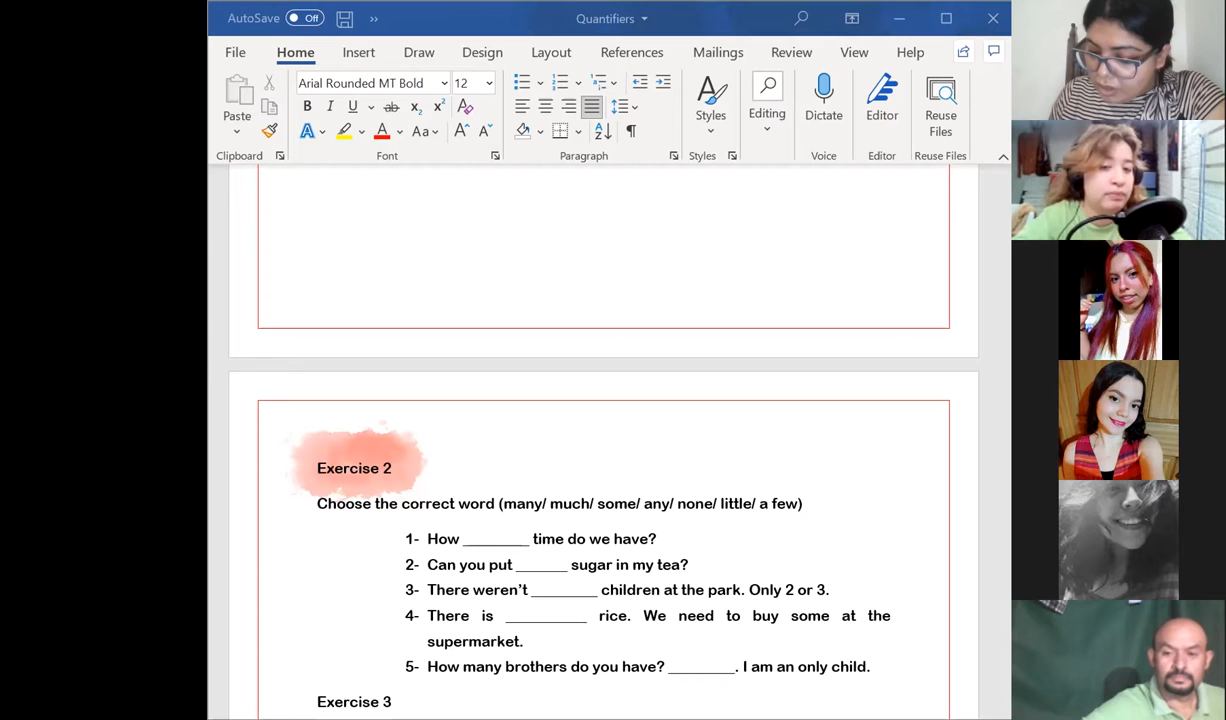 AutoSave Off Quantifiers
File Home Insert Draw Design Layout References Mailings Review View Help
Arial Rounded MT Bold 12
Paste Styles Editing Dictate Editor Reuse Files
Clipboard Font Paragraph Styles Voice Editor Reuse Files
Exercise 2
Choose the correct word (many/ much/ some/ any/ none/ little/ a few)
1- How ________ time do we have?
2- Can you put ______ sugar in my tea?
3- There weren't ________ children at the park. Only 2 or 3.
4- There is __________ rice. We need to buy some at the
supermarket.
5- How many brothers do you have? ________. I am an only child.
Exercise 3